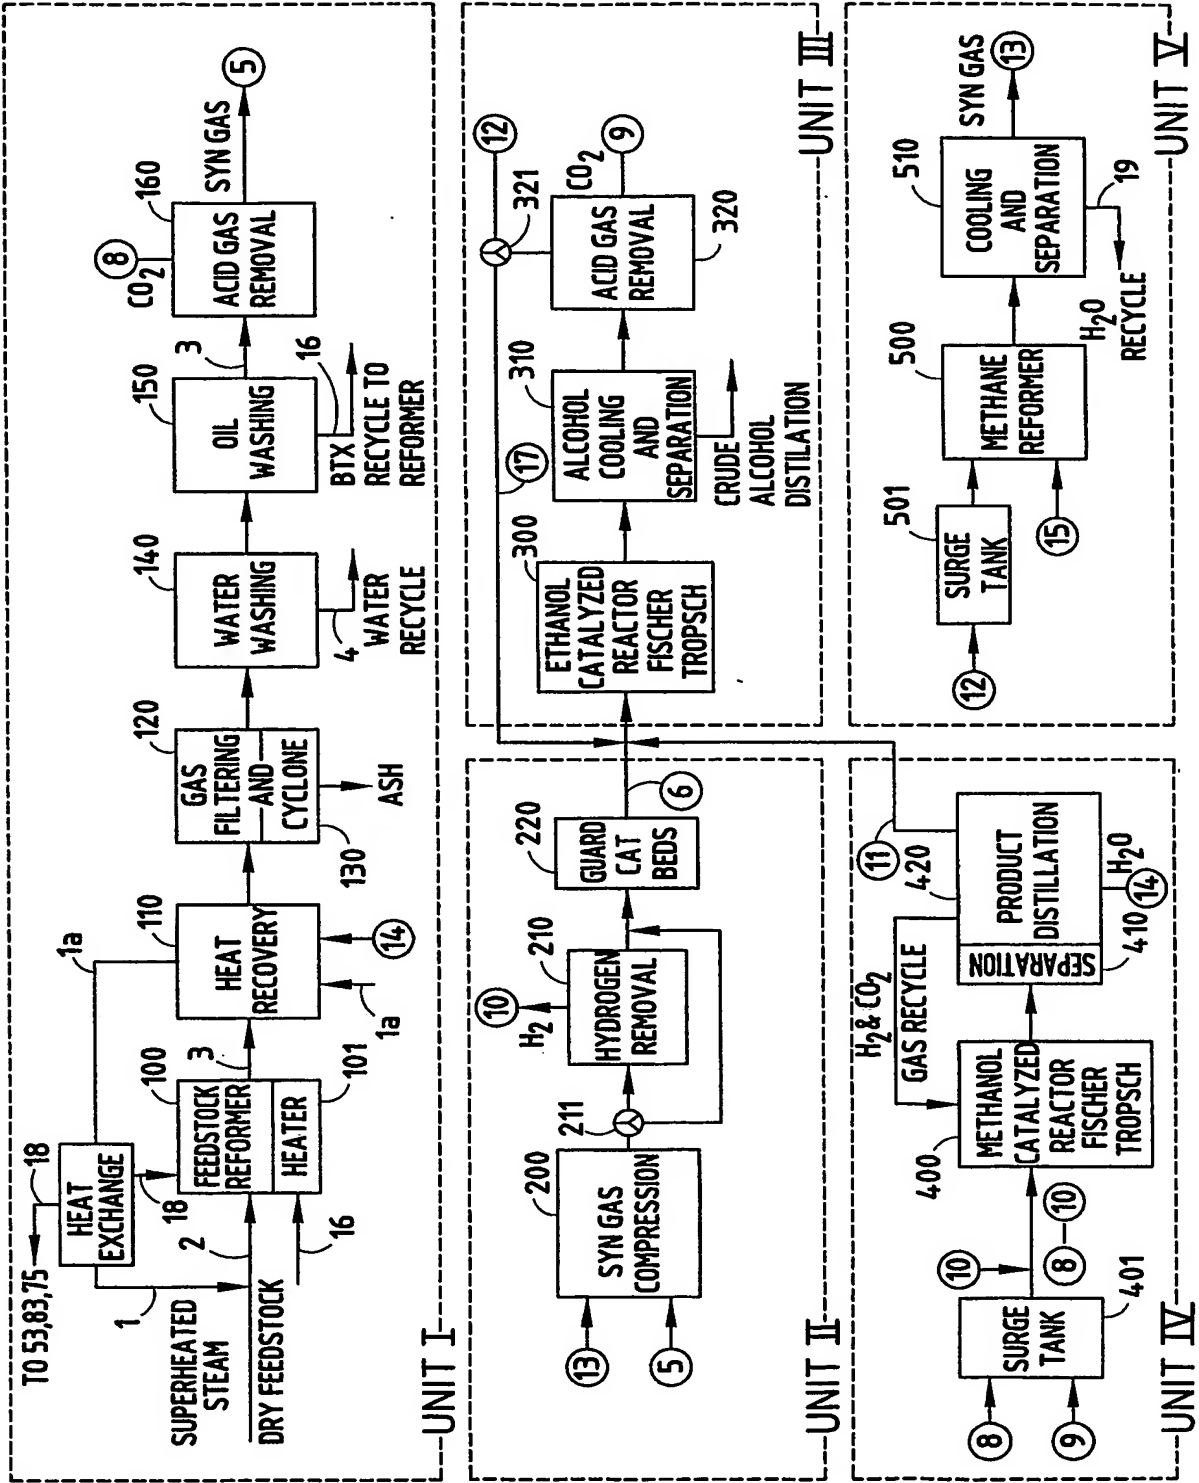 TO 53,83,75
18
HEAT
EXCHANGE
1
18
1a
SUPERHEATED
STEAM
DRY FEEDSTOCK
2
16
100
FEEDSTOCK
REFORMER
HEATER
101
3
110
HEAT
RECOVERY
1a
14
120
GAS
FILTERING
AND
CYCLONE
130
ASH
140
WATER
WASHING
4
WATER
RECYCLE
150
OIL
WASHING
16
BTX
RECYCLE TO
REFORMER
3
160
ACID GAS
REMOVAL
8
CO2
SYN GAS
5
UNIT I
13
5
200
SYN GAS
COMPRESSION
211
210
HYDROGEN
REMOVAL
10
H2
220
GUARD
CAT
BEDS
6
UNIT II
300
ETHANOL
CATALYZED
REACTOR
FISCHER
TROPSCH
17
310
ALCOHOL
COOLING
AND
SEPARATION
CRUDE
ALCOHOL
DISTILATION
ACID GAS
REMOVAL
320
321
12
CO2
9
UNIT III
8
9
SURGE
TANK
401
10
8-10
400
METHANOL
CATALYZED
REACTOR
FISCHER
TROPSCH
H2& CO2
GAS RECYCLE
SEPARATION
410
PRODUCT
DISTILLATION
420
11
H2O
14
UNIT IV
12
501
SURGE
TANK
15
500
METHANE
REFORMER
510
COOLING
AND
SEPARATION
19
H2O
RECYCLE
SYN GAS
13
UNIT V